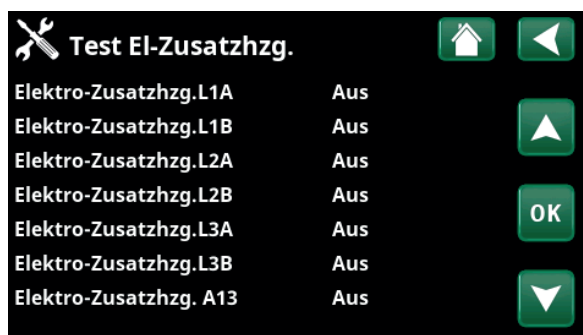 Test El-Zusatzhzg.
Elektro-Zusatzhzg.L1A Aus
Elektro-Zusatzhzg.L1B Aus
Elektro-Zusatzhzg.L2A Aus
Elektro-Zusatzhzg.L2B Aus
Elektro-Zusatzhzg.L3A Aus
Elektro-Zusatzhzg.L3B Aus
Elektro-Zusatzhzg. A13 Aus
OK